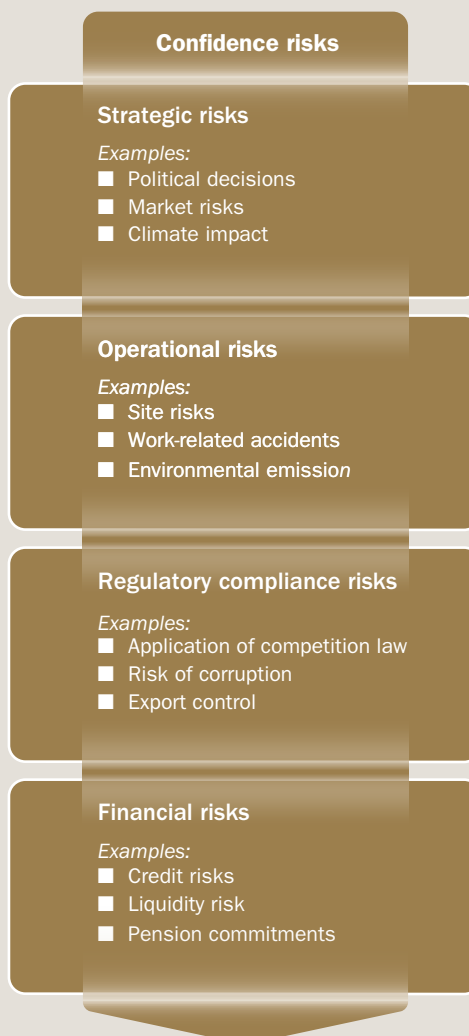 Confidence risks
Strategic risks
Examples:
■ Political decisions
■ Market risks
■ Climate impact
Operational risks
Examples:
■ Site risks
■ Work-related accidents
■ Environmental emission
Regulatory compliance risks
Examples:
■ Application of competition law
■ Risk of corruption
■ Export control
Financial risks
Examples:
■ Credit risks
■ Liquidity risk
■ Pension commitments